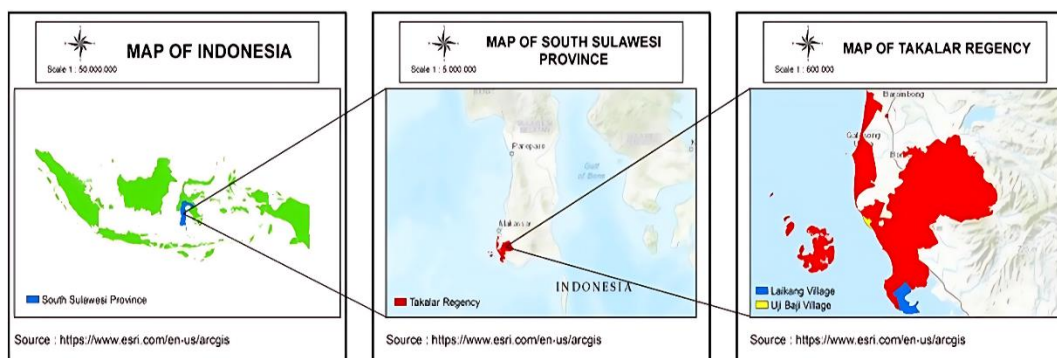 MAP OF INDONESIA
Scale 1 : 50.000.000
South Sulawesi Province
Source : https://www.esri.com/en-us/arcgis
MAP OF SOUTH SULAWESI
PROVINCE
Scale 1 : 5.000.000
Parepare
Gulf
of Bone
Makassar
INDONESIA
Takalar Regency
Source : https://www.esri.com/en-us/arcgis
MAP OF TAKALAR REGENCY
Scale 1 : 600.000
Barombong
Laikang Village
Uji Baji Village
Source : https://www.esri.com/en-us/arcgis